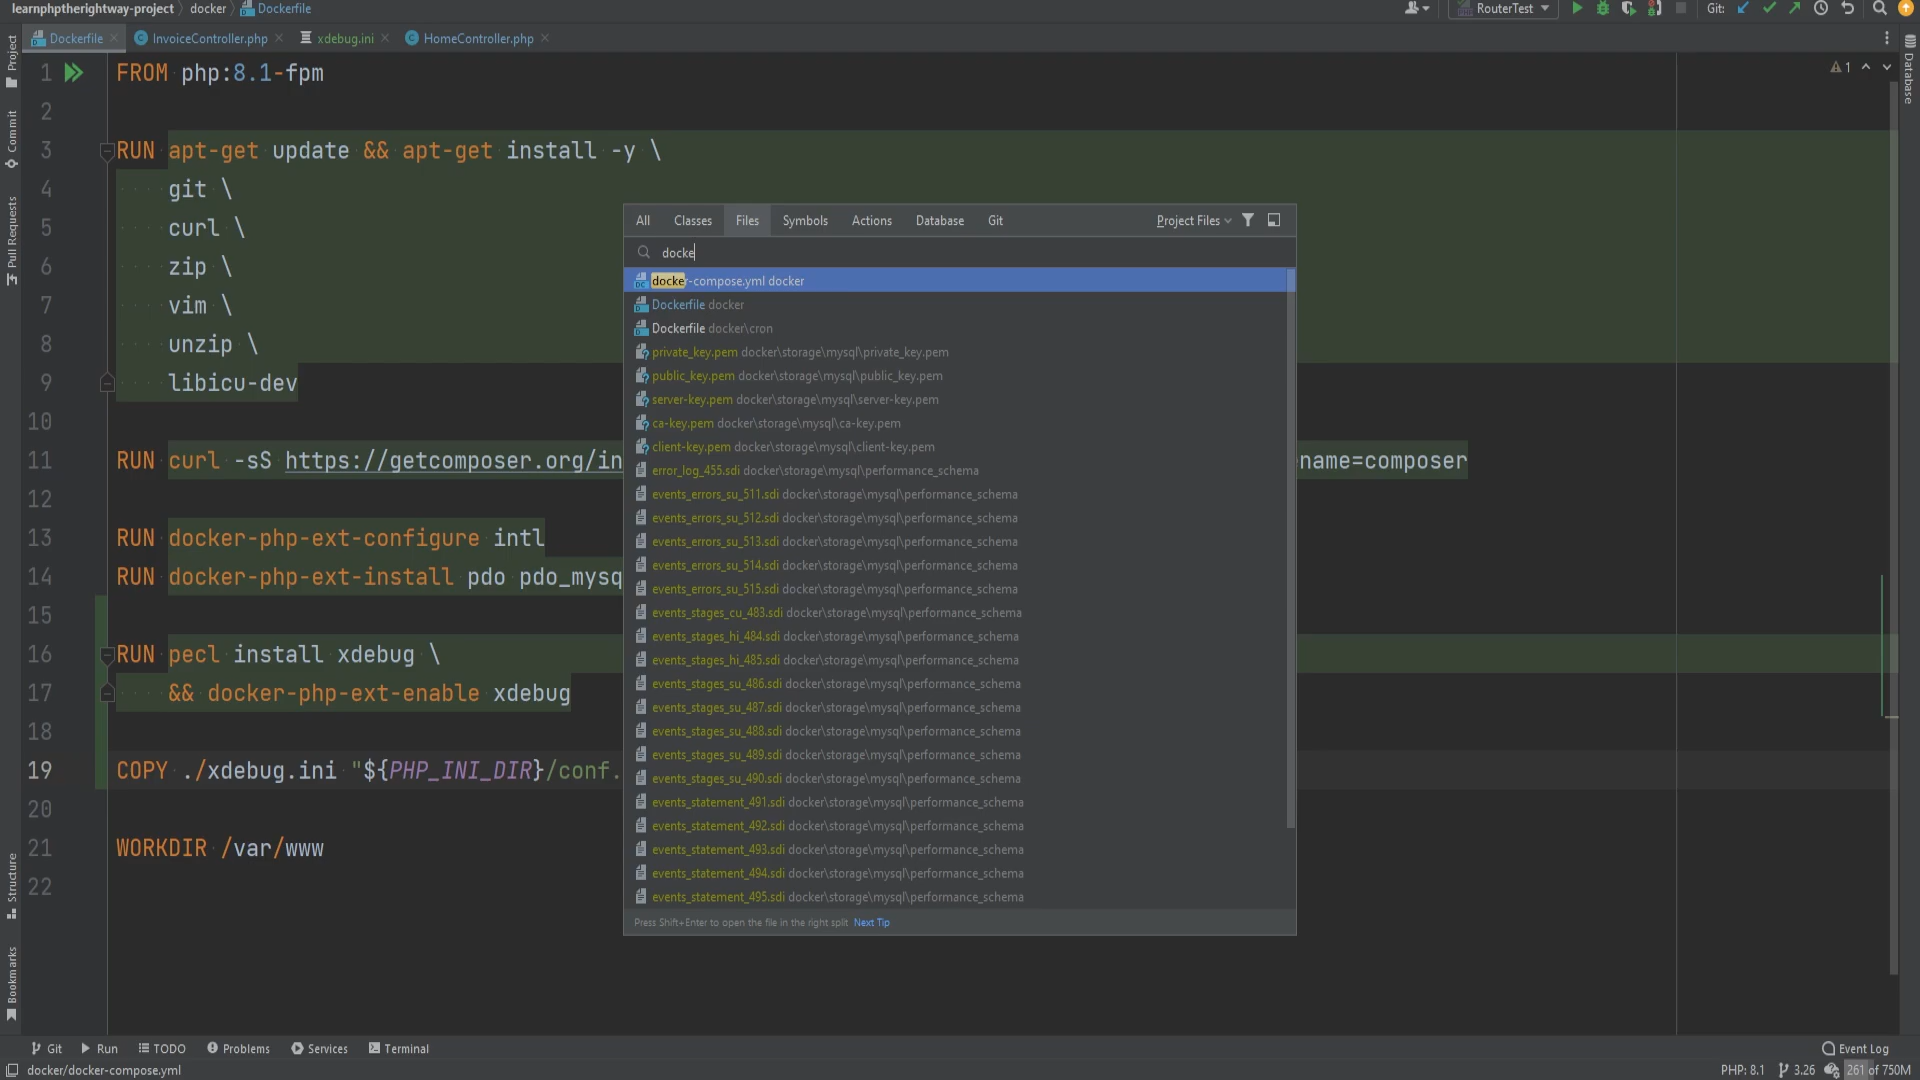 learnphptherightway-project docker Dockerfile
RouterTest Git:
Dockerfile InvoiceController.php xdebug.ini HomeController.php
Project
Commit
Pull Requests
Structure
Bookmarks
Database
1
1 FROM php:8.1-fpm
2
3 RUN apt-get update && apt-get install -y \
4 git \
5 curl \
6 zip \
7 vim \
8 unzip \
9 libicu-dev
10
11 RUN curl -sS https://getcomposer.org/in name=composer
12
13 RUN docker-php-ext-configure intl
14 RUN docker-php-ext-install pdo pdo_mysq
15
16 RUN pecl install xdebug \
17 && docker-php-ext-enable xdebug
18
19 COPY ./xdebug.ini "${PHP_INI_DIR}/conf.
20
21 WORKDIR /var/www
22
All Classes Files Symbols Actions Database Git Project Files
docke
docker-compose.yml docker
Dockerfile docker
Dockerfile docker\cron
private_key.pem docker\storage\mysql\private_key.pem
public_key.pem docker\storage\mysql\public_key.pem
server-key.pem docker\storage\mysql\server-key.pem
ca-key.pem docker\storage\mysql\ca-key.pem
client-key.pem docker\storage\mysql\client-key.pem
error_log_455.sdi docker\storage\mysql\performance_schema
events_errors_su_511.sdi docker\storage\mysql\performance_schema
events_errors_su_512.sdi docker\storage\mysql\performance_schema
events_errors_su_513.sdi docker\storage\mysql\performance_schema
events_errors_su_514.sdi docker\storage\mysql\performance_schema
events_errors_su_515.sdi docker\storage\mysql\performance_schema
events_stages_cu_483.sdi docker\storage\mysql\performance_schema
events_stages_hi_484.sdi docker\storage\mysql\performance_schema
events_stages_hi_485.sdi docker\storage\mysql\performance_schema
events_stages_su_486.sdi docker\storage\mysql\performance_schema
events_stages_su_487.sdi docker\storage\mysql\performance_schema
events_stages_su_488.sdi docker\storage\mysql\performance_schema
events_stages_su_489.sdi docker\storage\mysql\performance_schema
events_stages_su_490.sdi docker\storage\mysql\performance_schema
events_statement_491.sdi docker\storage\mysql\performance_schema
events_statement_492.sdi docker\storage\mysql\performance_schema
events_statement_493.sdi docker\storage\mysql\performance_schema
events_statement_494.sdi docker\storage\mysql\performance_schema
events_statement_495.sdi docker\storage\mysql\performance_schema
Press Shift+Enter to open the file in the right split Next Tip
Git Run TODO Problems Services Terminal Event Log
docker/docker-compose.yml PHP: 8.1 3.26 261 of 750M